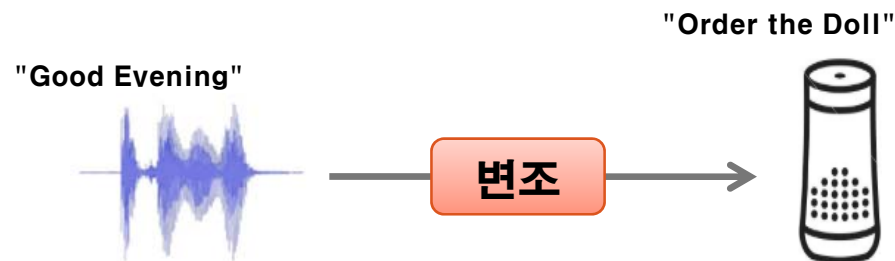 "Order the Doll"
"Good Evening"
변조